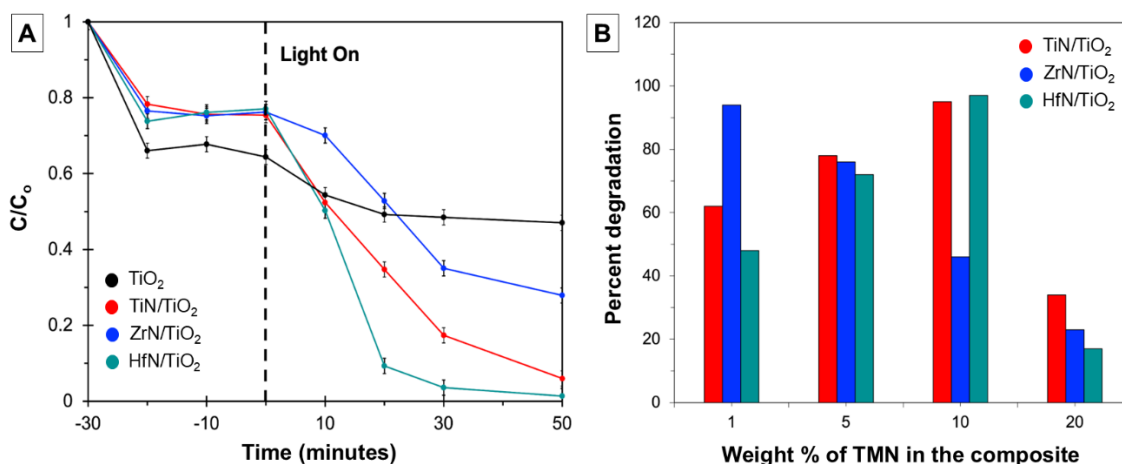 A
Light On
C/Cₒ
1
0.8
0.6
0.4
0.2
0
TiO₂
TiN/TiO₂
ZrN/TiO₂
HfN/TiO₂
-30
-10
10
30
50
Time (minutes)
B
TiN/TiO₂
ZrN/TiO₂
HfN/TiO₂
Percent degradation
120
100
80
60
40
20
0
1
5
10
20
Weight % of TMN in the composite